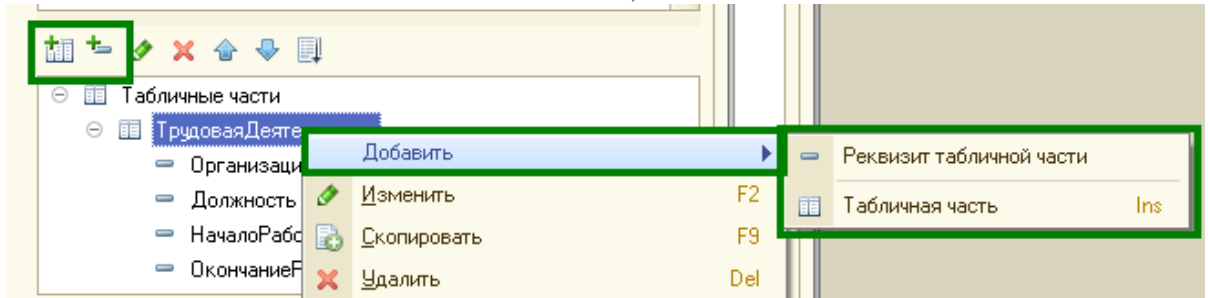 Табличные части
ТрудоваяДеяте
Организаци
Должность
НачалоРабо
Окончание
Добавить
Изменить F2
Скопировать F9
Удалить Del
Реквизит табличной части
Табличная часть Ins